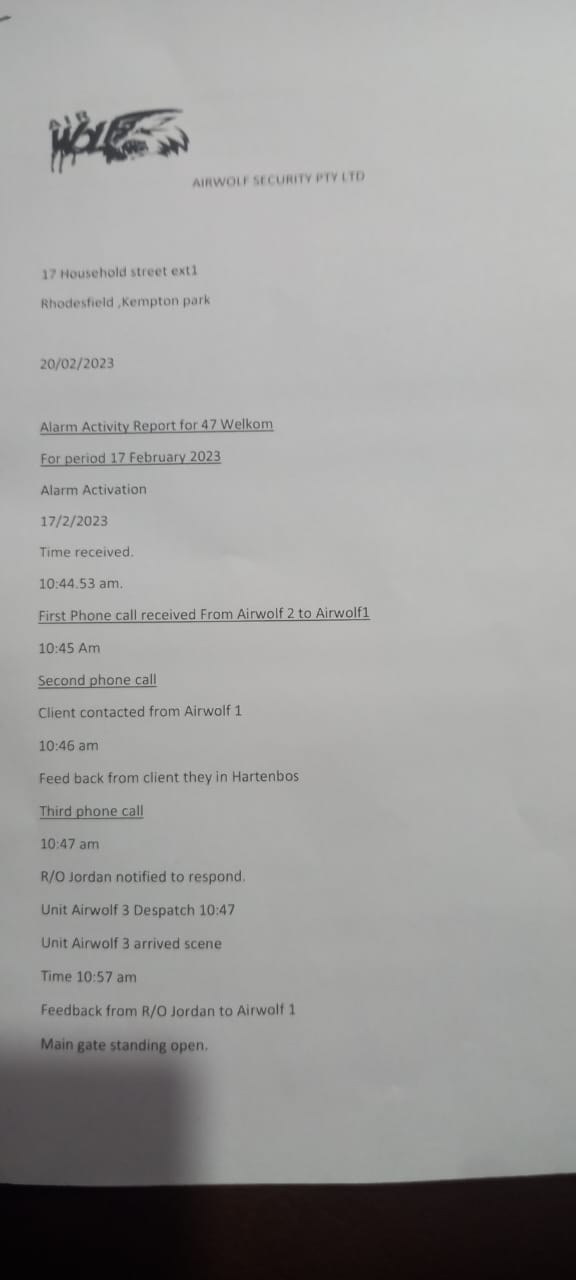 AIR
WOLF
AIRWOLF SECURITY PTY LTD
17 Household street ext1
Rhodesfield ,Kempton park
20/02/2023
Alarm Activity Report for 47 Welkom
For period 17 February 2023
Alarm Activation
17/2/2023
Time received.
10:44.53 am.
First Phone call received From Airwolf 2 to Airwolf1
10:45 Am
Second phone call
Client contacted from Airwolf 1
10:46 am
Feed back from client they in Hartenbos
Third phone call
10:47 am
R/O Jordan notified to respond.
Unit Airwolf 3 Despatch 10:47
Unit Airwolf 3 arrived scene
Time 10:57 am
Feedback from R/O Jordan to Airwolf 1
Main gate standing open.